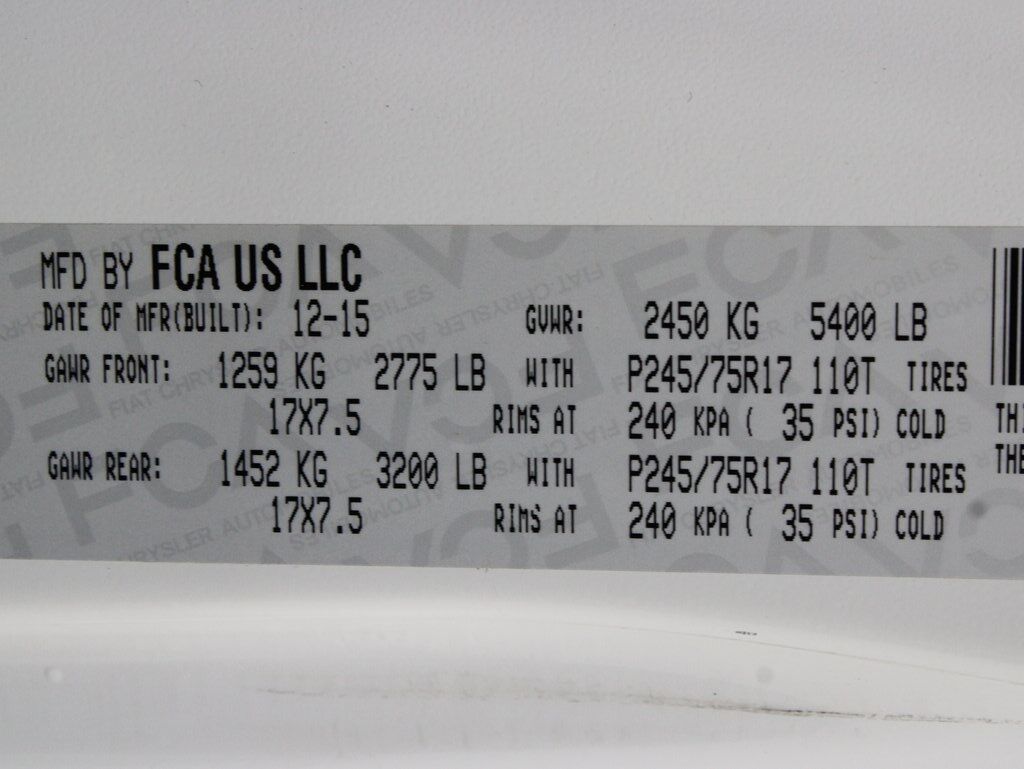 MFD BY FCA US LLC
DATE OF MFR(BUILT): 12-15 GVWR: 2450 KG 5400 LB
GAWR FRONT: 1259 KG 2775 LB WITH P245/75R17 110T TIRES
17X7.5 RIMS AT 240 KPA ( 35 PSI) COLD
GAWR REAR: 1452 KG 3200 LB WITH P245/75R17 110T TIRES
17X7.5 RIMS AT 240 KPA ( 35 PSI) COLD